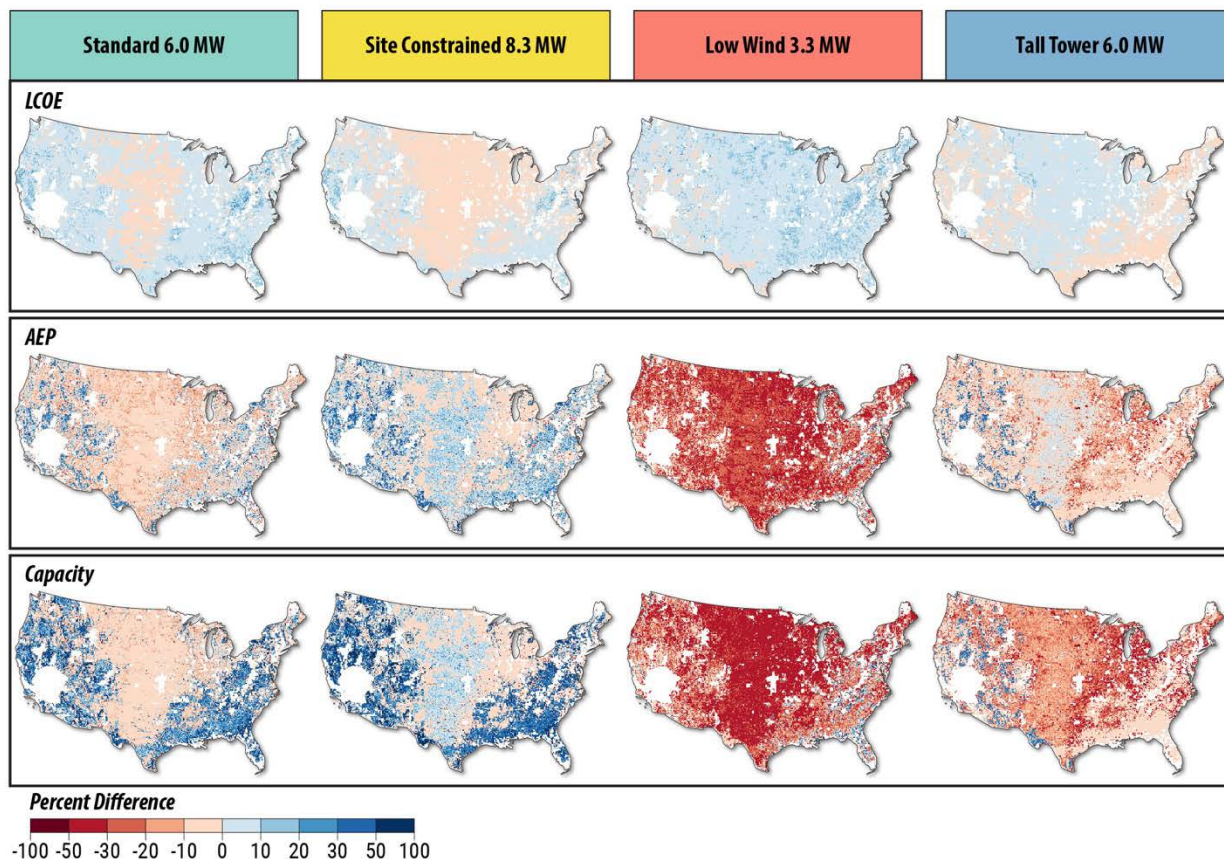 Standard 6.0 MW
Site Constrained 8.3 MW
Low Wind 3.3 MW
Tall Tower 6.0 MW
LCOE
AEP
Capacity
Percent Difference
-100 -50 -30 -20 -10 0 10 20 30 50 100